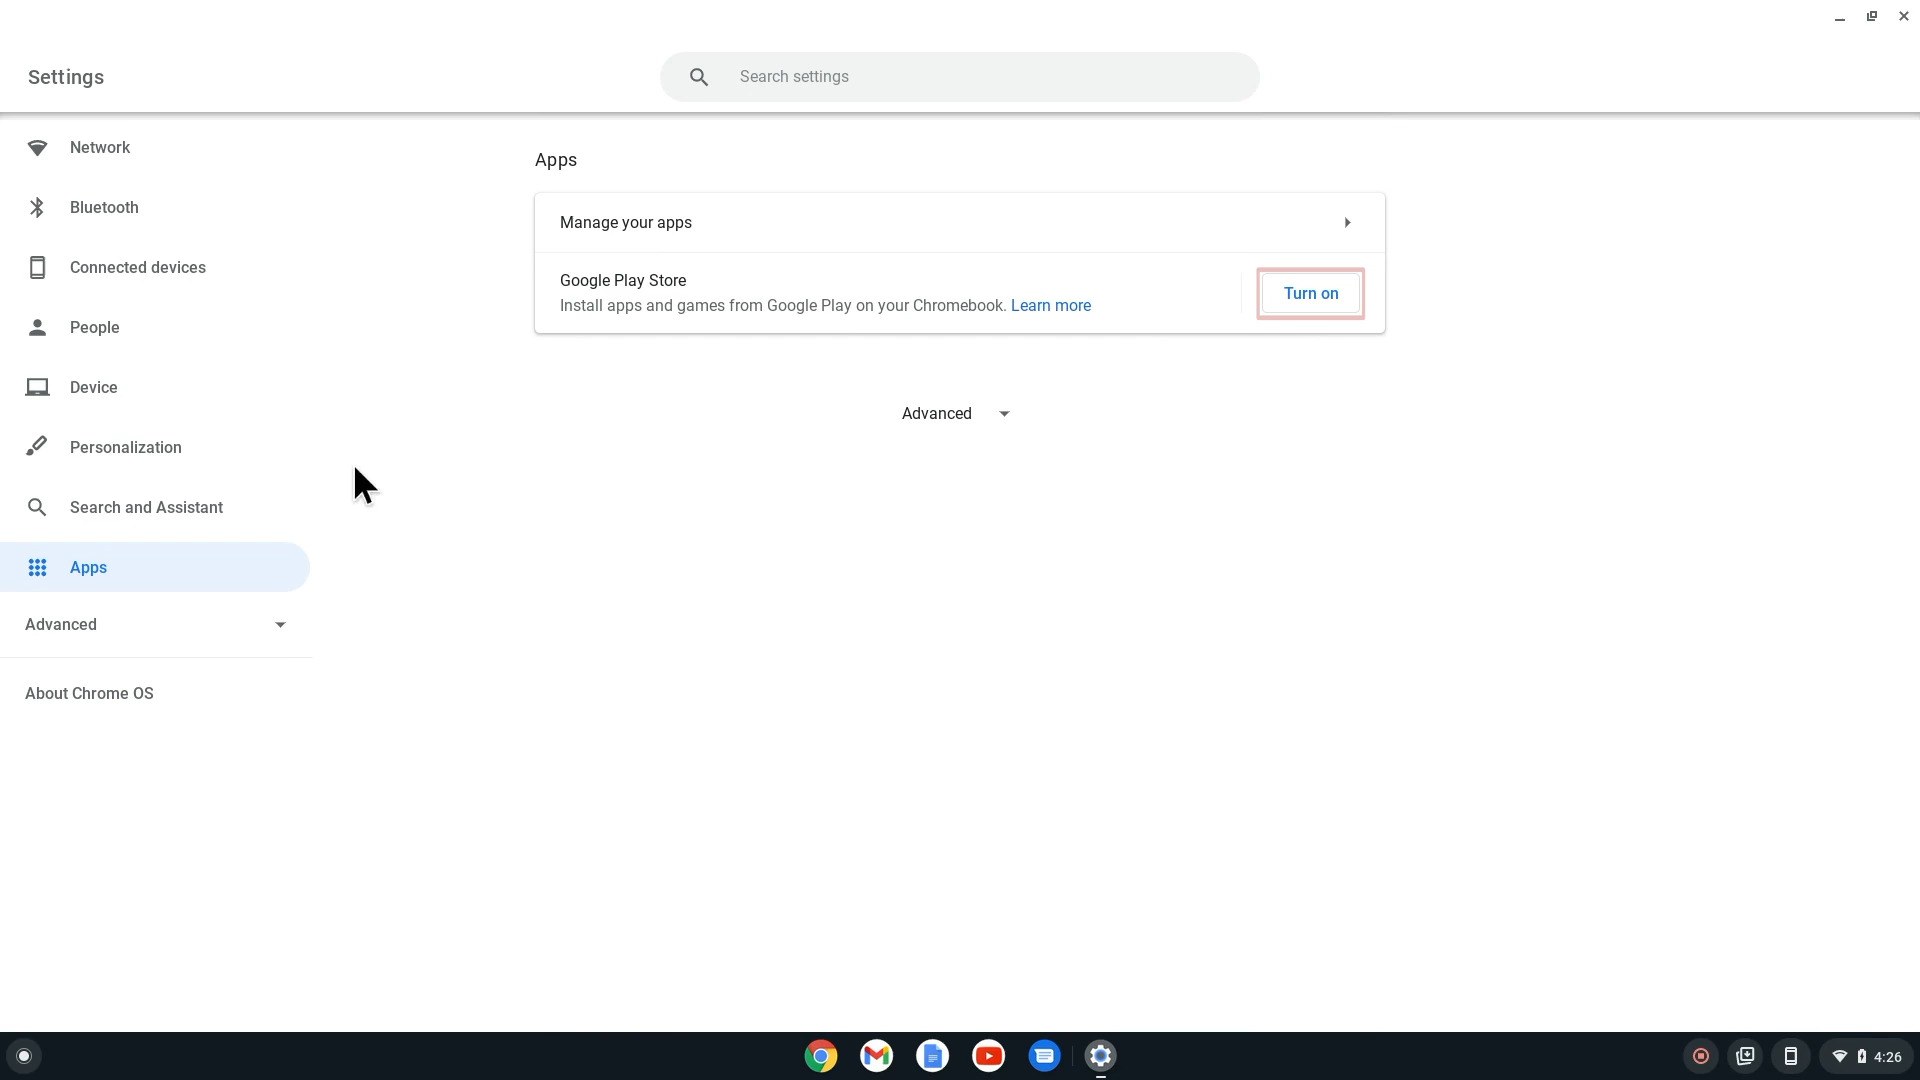 Settings
Search settings
Network
Bluetooth
Connected devices
People
Device
Personalization
Search and Assistant
Apps
Advanced
About Chrome OS
Apps
Manage your apps
Google Play Store
Install apps and games from Google Play on your Chromebook. Learn more
Turn on
Advanced
4:26